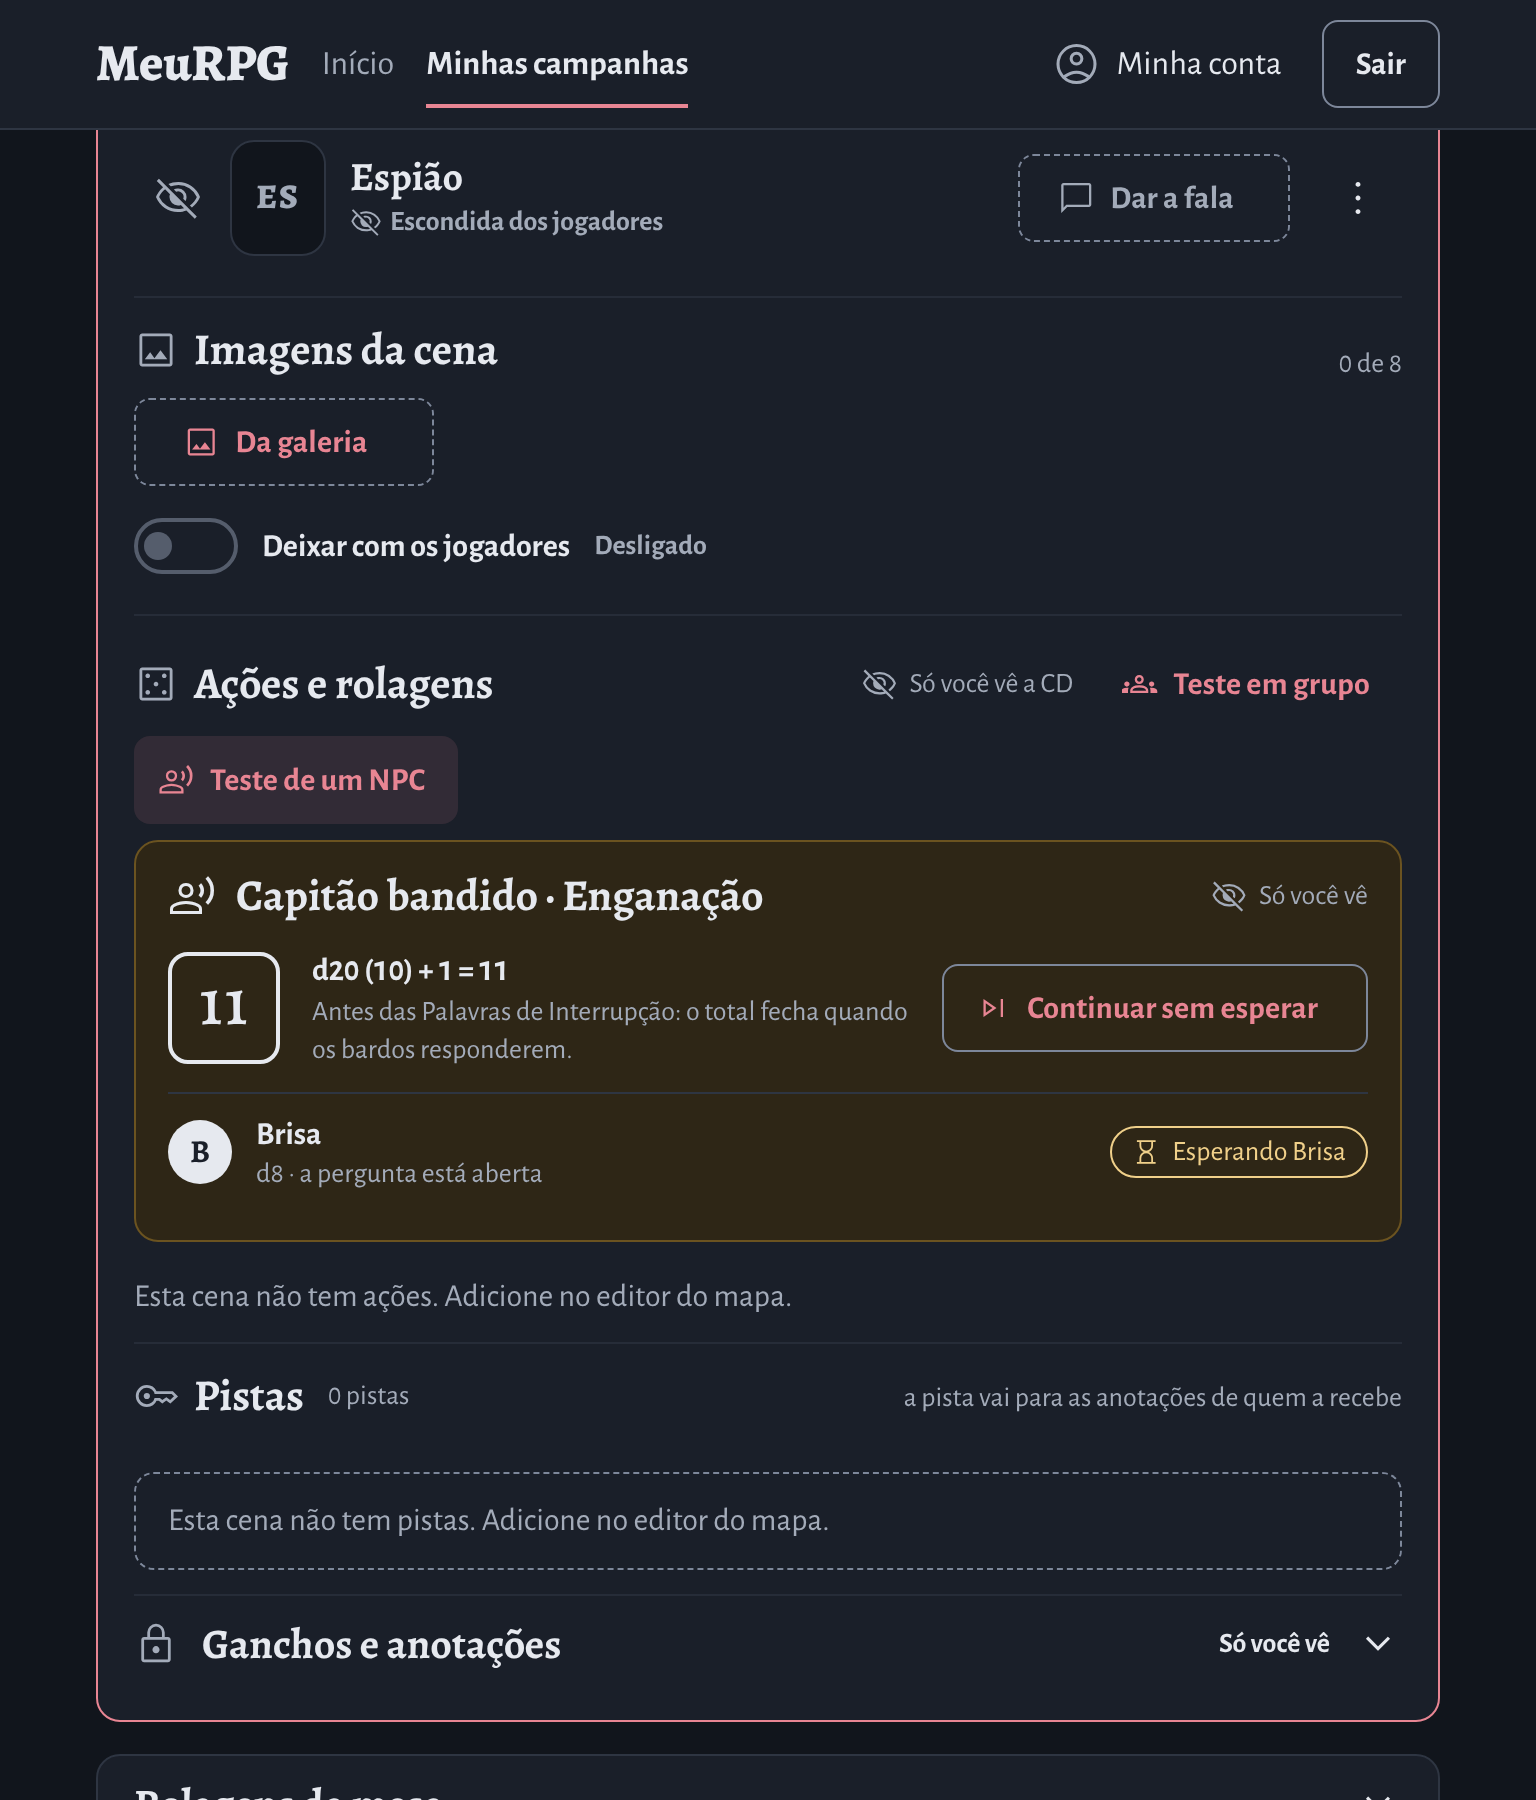 MeuRPG Início Minhas campanhas Minha conta Sair
ES Espião Dar a fala
Escondida dos jogadores
Imagens da cena 0 de 8
Da galeria
Deixar com os jogadores Desligado
Ações e rolagens Só você vê a CD Teste em grupo
Teste de um NPC
Capitão bandido · Enganação Só você vê
11 d20 (10) + 1 = 11 Continuar sem esperar
Antes das Palavras de Interrupção: o total fecha quando
os bardos responderem.
B Brisa Esperando Brisa
d8 · a pergunta está aberta
Esta cena não tem ações. Adicione no editor do mapa.
Pistas 0 pistas a pista vai para as anotações de quem a recebe
Esta cena não tem pistas. Adicione no editor do mapa.
Ganchos e anotações Só você vê